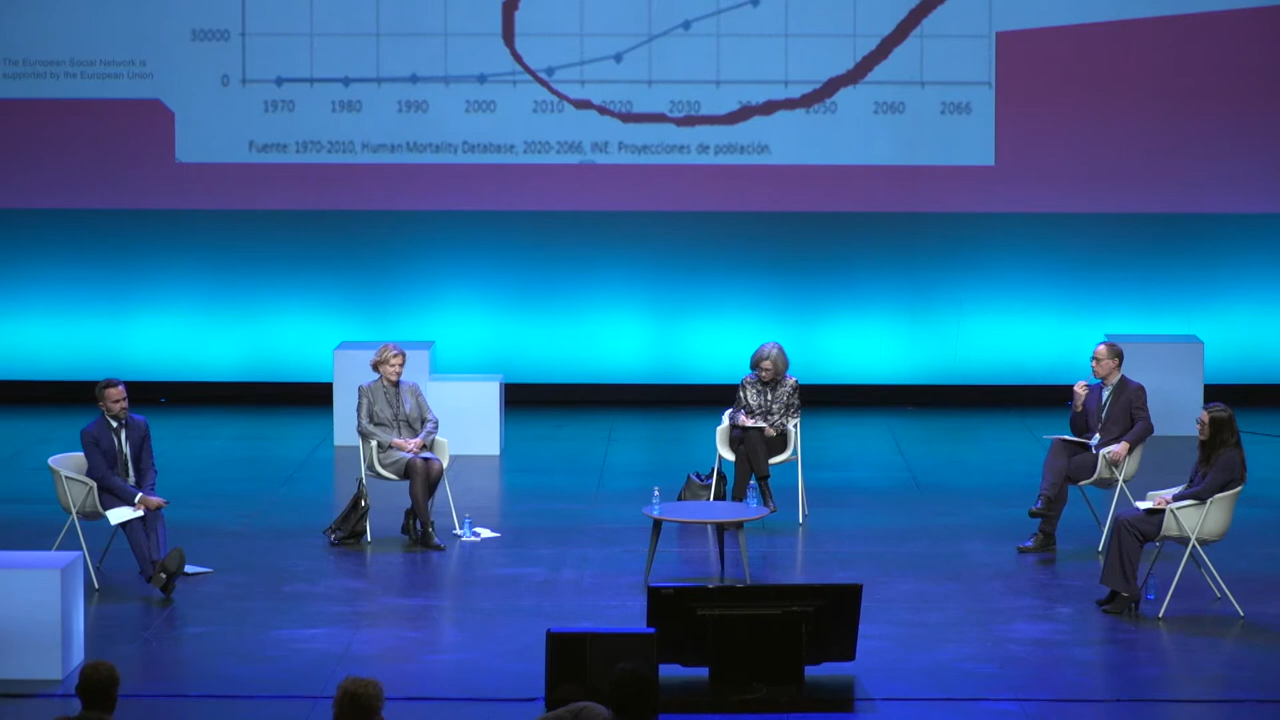 30000
The European Social Network is
supported by the European Union
0
1970 1980 1990 2000 2010 2020 2030 2050 2060 2066
Fuente: 1970-2010, Human Mortality Database; 2020-2066, INE: Proyecciones de población.